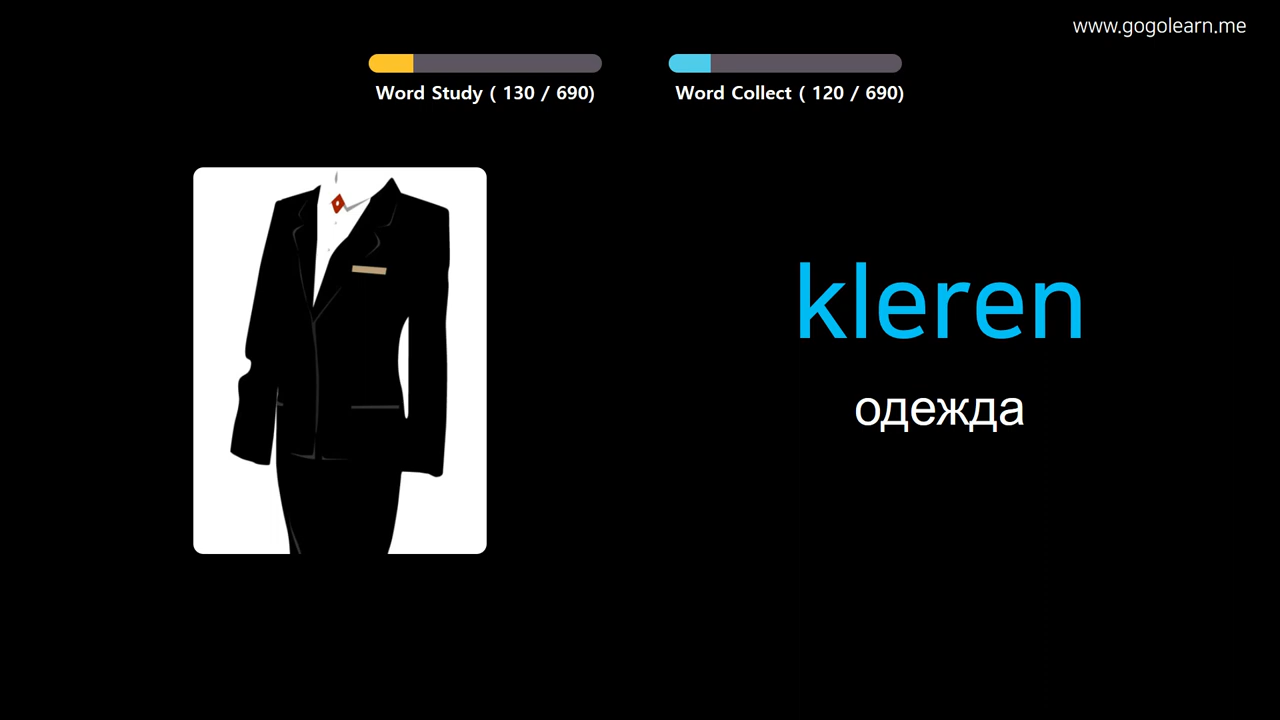 www.gogolearn.me
Word Study ( 130 / 690)
Word Collect ( 120 / 690)
kleren
одежда